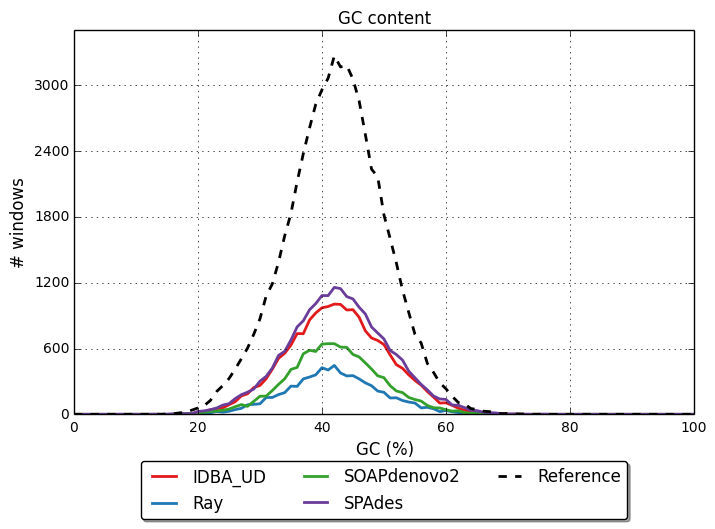 GC content
# windows
3000
2400
1800
1200
600
0
0 20 40 60 80 100
GC (%)
IDBA_UD SOAPdenovo2 Reference
Ray SPAdes